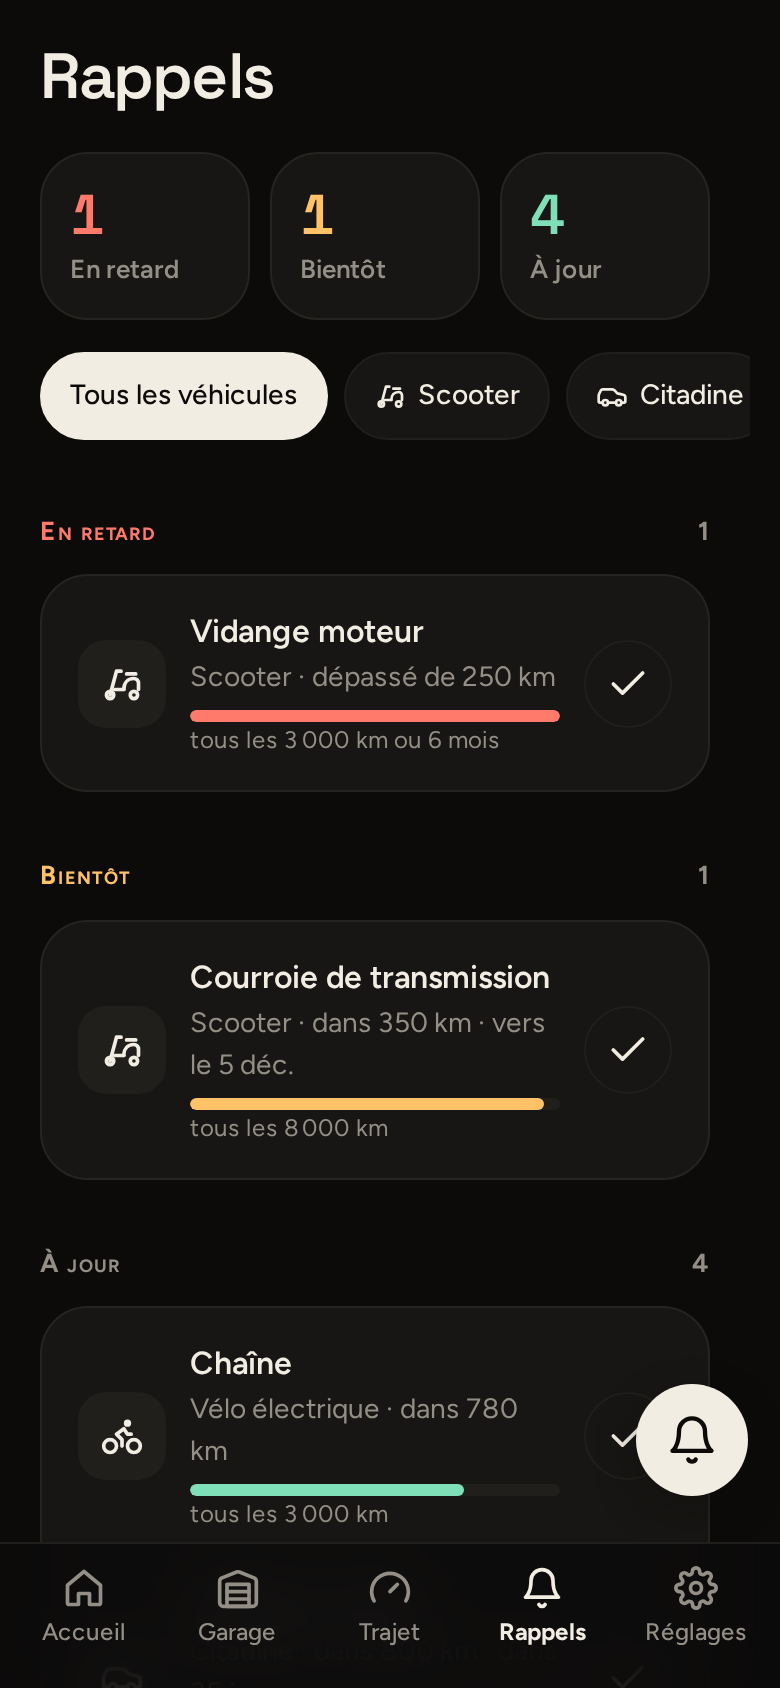 Rappels
1
En retard
1
Bientôt
4
À jour
Tous les véhicules
Scooter
Citadine
En retard
1
Vidange moteur
Scooter · dépassé de 250 km
tous les 3 000 km ou 6 mois
Bientôt
1
Courroie de transmission
Scooter · dans 350 km · vers
le 5 déc.
tous les 8 000 km
À jour
4
Chaîne
Vélo électrique · dans 780
km
tous les 3 000 km
Accueil
Garage
Trajet
Rappels
Réglages